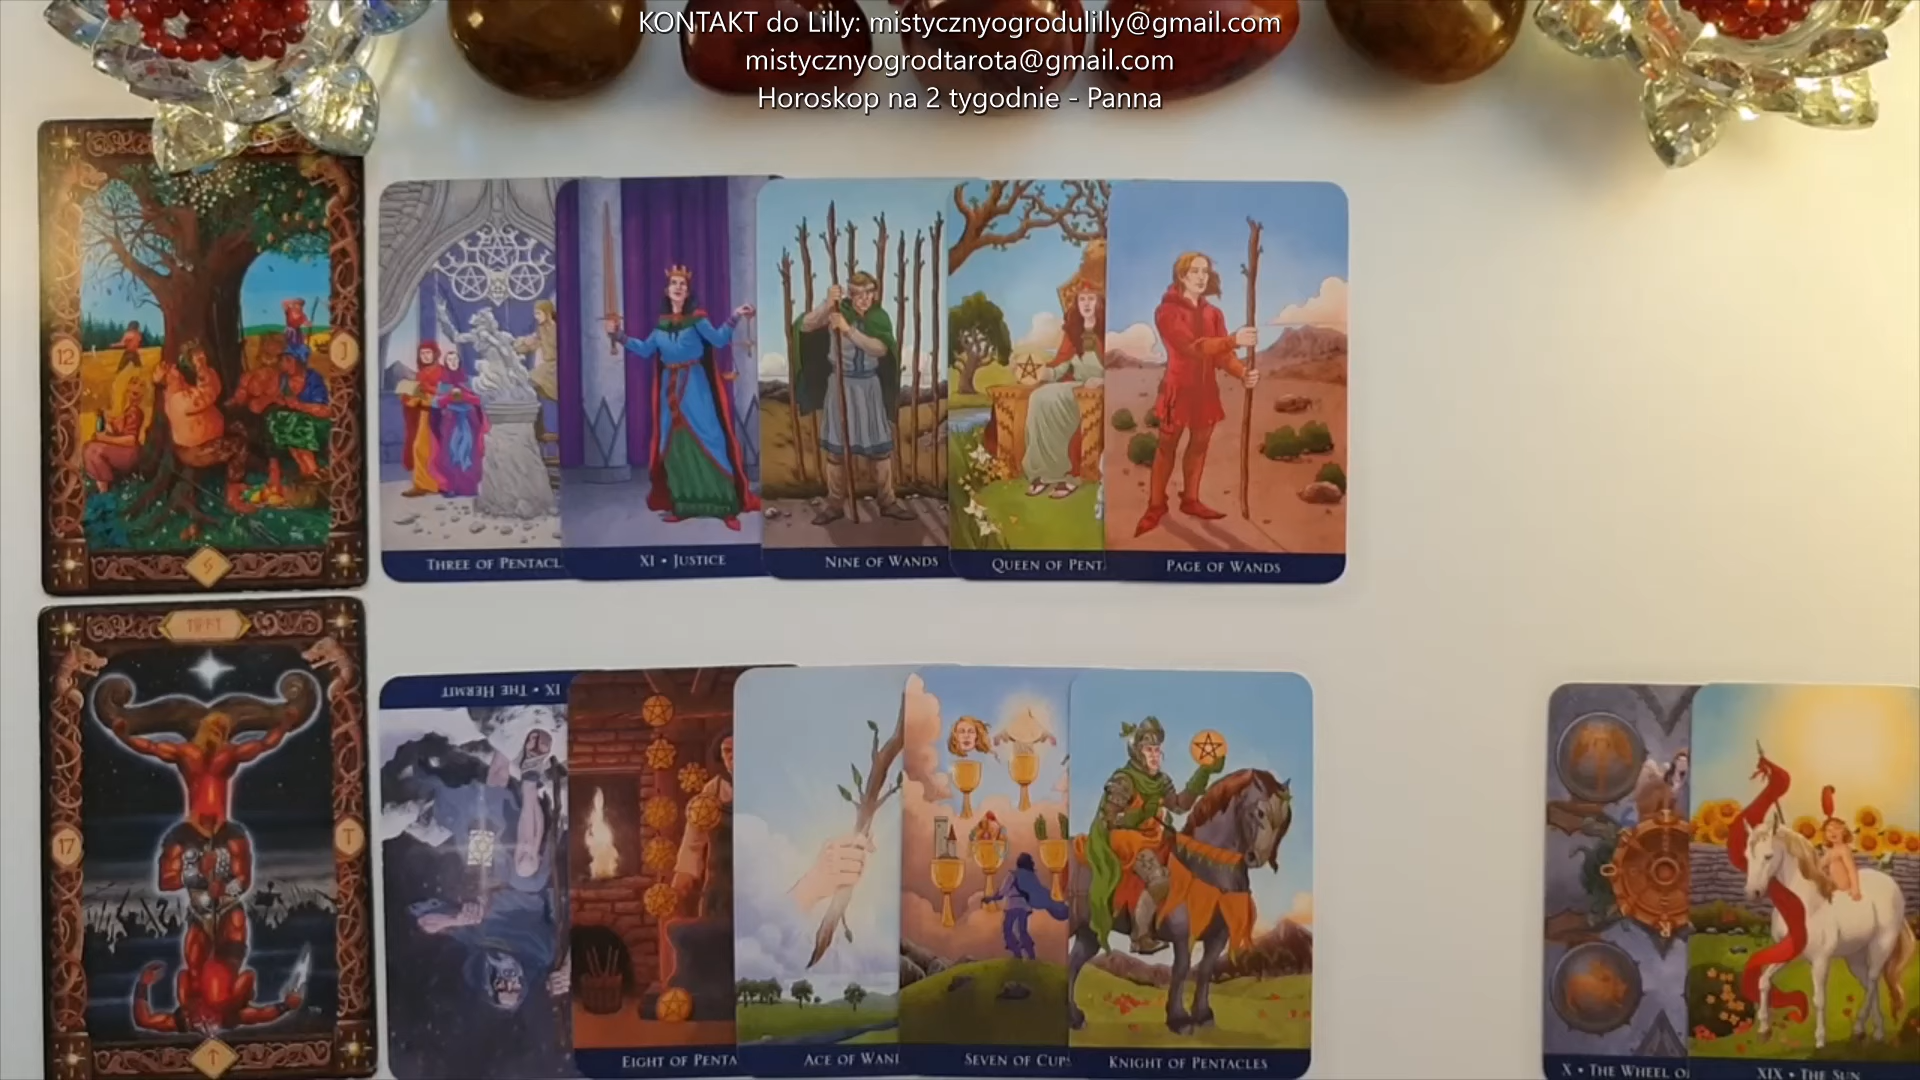 KONTAKT do Lilly: mistycznyogrodulilly@gmail.com
mistycznyogrodtarota@gmail.com
Horoskop na 2 tygodnie - Panna
12
J
THREE OF PENTACL
XI • JUSTICE
NINE OF WANDS
QUEEN OF PENT
PAGE OF WANDS
17
T
IX • THE HERMIT
EIGHT OF PENTA
ACE OF WAN
SEVEN OF CUPS
KNIGHT OF PENTACLES
X • THE WHEEL O
XIX • THE SUN